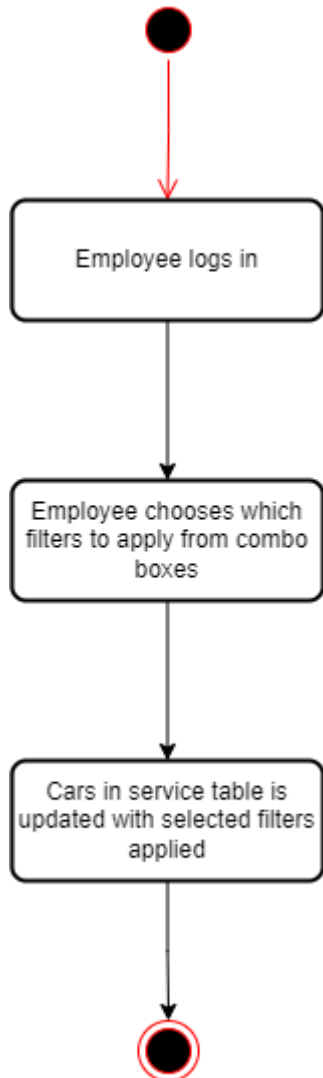 Employee logs in
Employee chooses which
filters to apply from combo
boxes
Cars in service table is
updated with selected filters
applied